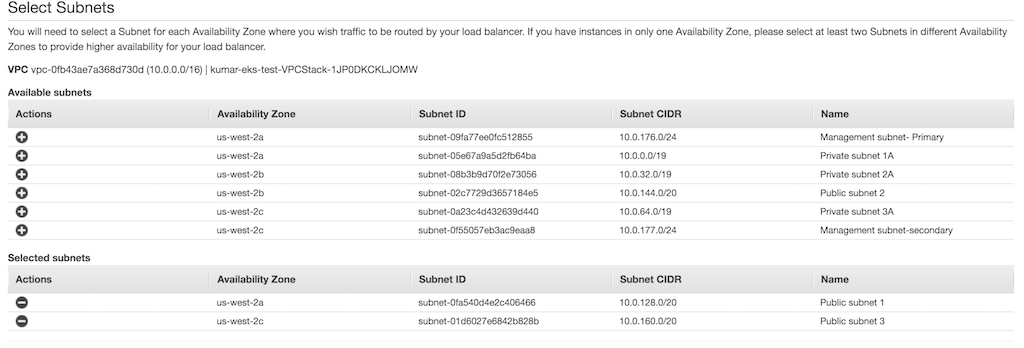 Select Subnets
You will need to select a Subnet for each Availability Zone where you wish traffic to be routed by your load balancer. If you have instances in only one Availability Zone, please select at least two Subnets in different Availability
Zones to provide higher availability for your load balancer.
VPC vpc-0fb43ae7a368d730d (10.0.0.0/16) | kumar-eks-test-VPCStack-1JP0DKCKLJOMW
Available subnets
Actions Availability Zone Subnet ID Subnet CIDR Name
us-west-2a subnet-09fa77ee0fc512855 10.0.176.0/24 Management subnet- Primary
us-west-2a subnet-05e67a9a5d2fb64ba 10.0.0.0/19 Private subnet 1A
us-west-2b subnet-08b3b9d70f2e73056 10.0.32.0/19 Private subnet 2A
us-west-2b subnet-02c7729d3657184e5 10.0.144.0/20 Public subnet 2
us-west-2c subnet-0a23c4d432639d440 10.0.64.0/19 Private subnet 3A
us-west-2c subnet-0f55057eb3ac9eaa8 10.0.177.0/24 Management subnet-secondary
Selected subnets
Actions Availability Zone Subnet ID Subnet CIDR Name
us-west-2a subnet-0fa540d4e2c406466 10.0.128.0/20 Public subnet 1
us-west-2c subnet-01d6027e6842b828b 10.0.160.0/20 Public subnet 3